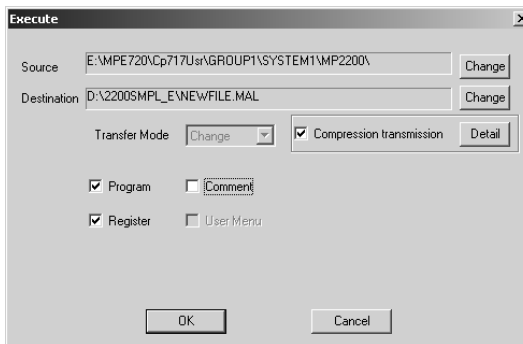 Execute
Source E:\MPE720\Cp717Usr\GROUP1\SYSTEM1\MP2200\ Change
Destination D:\2200SMPL_E\NEWFILE.MAL Change
Transfer Mode Change Compression transmission Detail
Program Comment
Register User Menu
OK Cancel